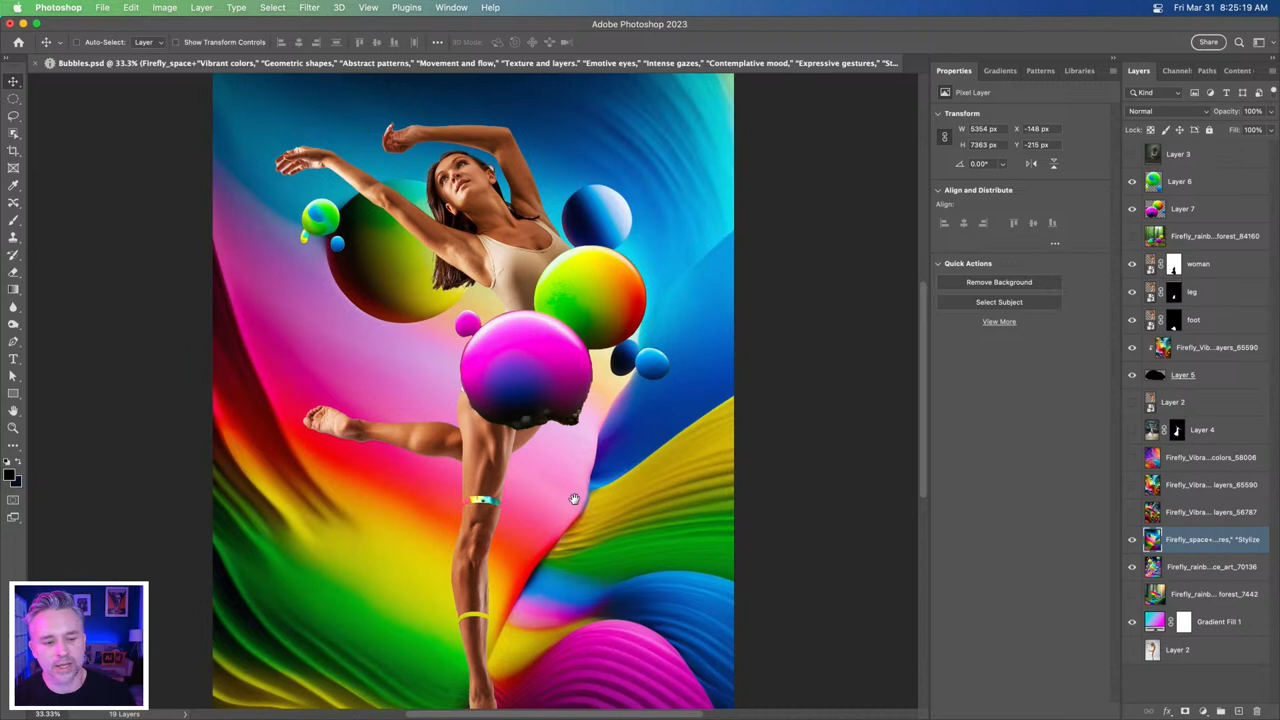 Photoshop File Edit Image Layer Type Select Filter 3D View Plugins Window Help Fri Mar 31 8:25:19 AM
Adobe Photoshop 2023
Auto-Select: Layer Show Transform Controls 3D Mode: Share
Bubbles.psd @ 33.3% (Firefly_space+"Vibrant colors," "Geometric shapes," "Abstract patterns," "Movement and flow," "Texture and layers." "Emotive eyes," "Intense gazes," "Contemplative mood," "Expressive gestures," "St...
Properties Gradients Patterns Libraries
Pixel Layer
Transform
W 5354 px X -148 px
H 7363 px Y -215 px
0.00°
Align and Distribute
Align:
Quick Actions
Remove Background
Select Subject
View More
Layers Channel Paths Content
Kind
Normal Opacity: 100%
Lock: Fill: 100%
Layer 3
Layer 6
Layer 7
Firefly_rainb...forest_84160
woman
leg
foot
Firefly_Vib...ayers_65590
Layer 5
Layer 2
Layer 4
Firefly_Vibra...colors_58006
Firefly_Vibra... layers_65590
Firefly_Vibra... layers_56787
Firefly_space+...res," "Stylize
Firefly_rainb...ce_art_70136
Firefly_rainb... forest_7442
Gradient Fill 1
Layer 2
33.33% 19 Layers